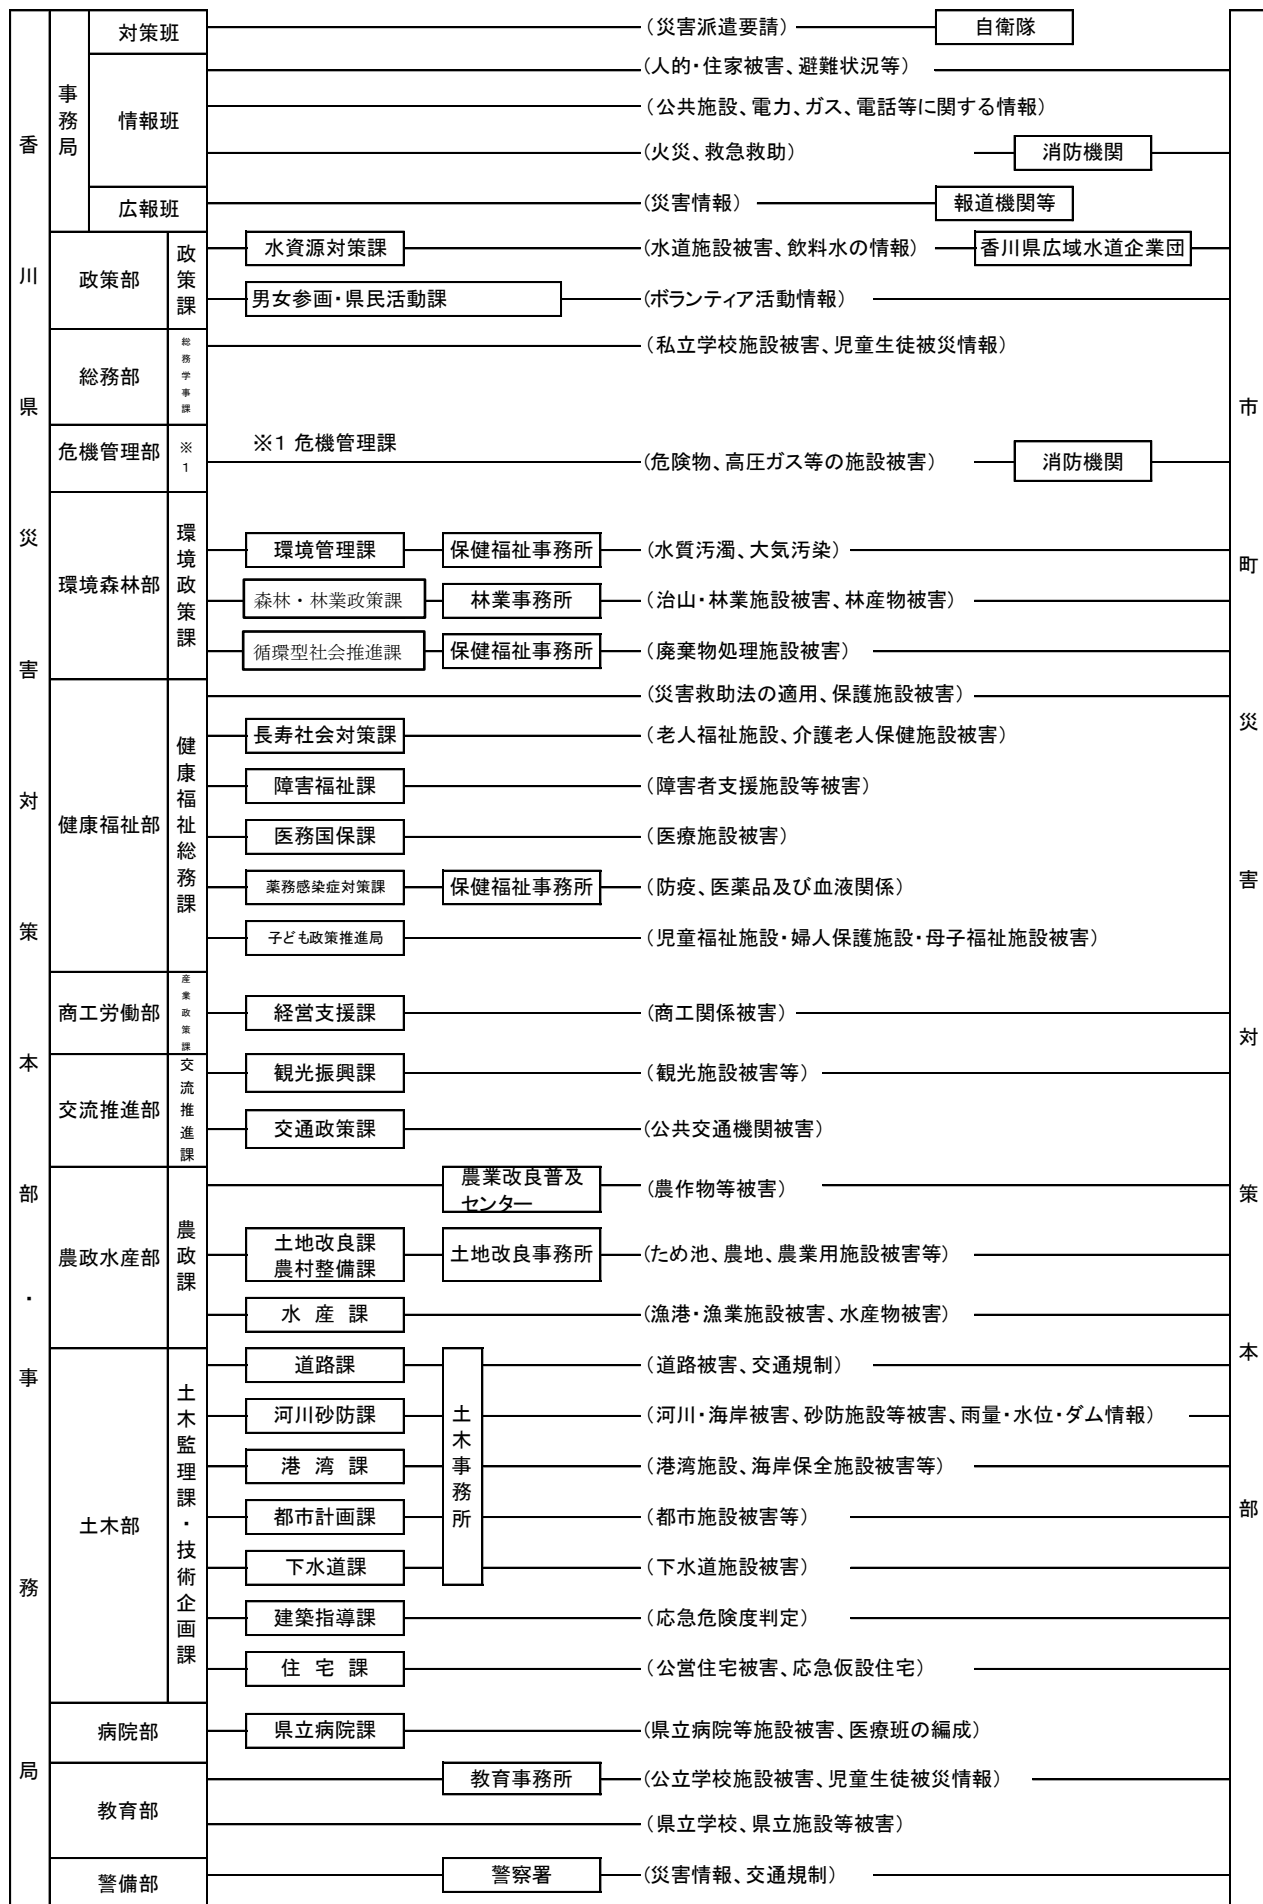 香川県災害対策本部・事務局
事務局
対策班
(災害派遣要請)
自衛隊
情報班
(人的・住家被害、避難状況等)
(公共施設、電力、ガス、電話等に関する情報)
(火災、救急救助)
消防機関
広報班
(災害情報)
報道機関等
政策部
政策課
水資源対策課
(水道施設被害、飲料水の情報)
香川県広域水道企業団
男女参画・県民活動課
(ボランティア活動情報)
総務部
総務学事課
(私立学校施設被害、児童生徒被災情報)
危機管理部
※1
※1 危機管理課
(危険物、高圧ガス等の施設被害)
消防機関
環境森林部
環境政策課
環境管理課
保健福祉事務所
(水質汚濁、大気汚染)
森林・林業政策課
林業事務所
(治山・林業施設被害、林産物被害)
循環型社会推進課
保健福祉事務所
(廃棄物処理施設被害)
健康福祉部
健康福祉総務課
(災害救助法の適用、保護施設被害)
長寿社会対策課
(老人福祉施設、介護老人保健施設被害)
障害福祉課
(障害者支援施設等被害)
医務国保課
(医療施設被害)
薬務感染症対策課
保健福祉事務所
(防疫、医薬品及び血液関係)
子ども政策推進局
(児童福祉施設・婦人保護施設・母子福祉施設被害)
商工労働部
産業政策課
経営支援課
(商工関係被害)
交流推進部
交流推進課
観光振興課
(観光施設被害等)
交通政策課
(公共交通機関被害)
農政水産部
農政課
農業改良普及
センター
(農作物等被害)
土地改良課
農村整備課
土地改良事務所
(ため池、農地、農業用施設被害等)
水 産 課
(漁港・漁業施設被害、水産物被害)
土木部
土木監理課・技術企画課
土木事務所
道路課
(道路被害、交通規制)
河川砂防課
(河川・海岸被害、砂防施設等被害、雨量・水位・ダム情報)
港 湾 課
(港湾施設、海岸保全施設被害等)
都市計画課
(都市施設被害等)
下水道課
(下水道施設被害)
建築指導課
(応急危険度判定)
住 宅 課
(公営住宅被害、応急仮設住宅)
病院部
県立病院課
(県立病院等施設被害、医療班の編成)
教育部
教育事務所
(公立学校施設被害、児童生徒被災情報)
(県立学校、県立施設等被害)
警備部
警察署
(災害情報、交通規制)
市町災害対策本部